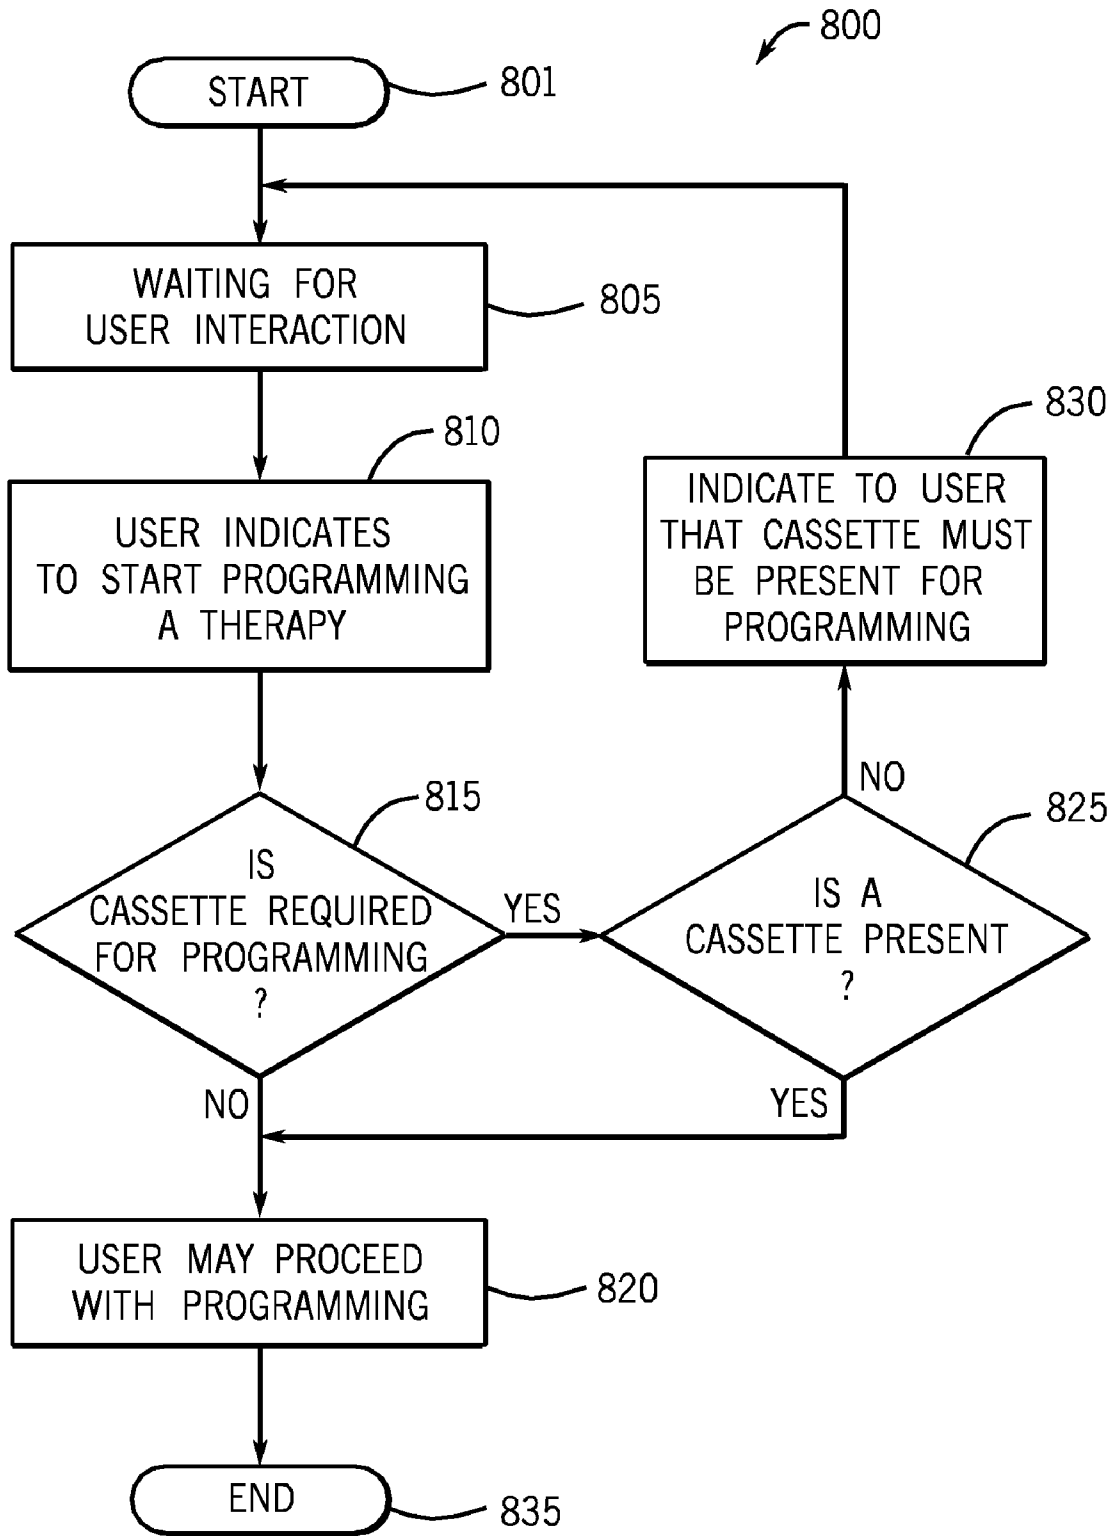 800
START
801
WAITING FOR
USER INTERACTION
805
810
USER INDICATES
TO START PROGRAMMING
A THERAPY
830
INDICATE TO USER
THAT CASSETTE MUST
BE PRESENT FOR
PROGRAMMING
815
IS
CASSETTE REQUIRED
FOR PROGRAMMING
?
YES
NO
NO
825
IS A
CASSETTE PRESENT
?
YES
USER MAY PROCEED
WITH PROGRAMMING
820
END
835